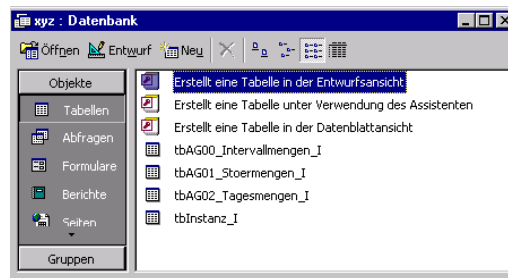 xyz : Datenbank
Öffnen Entwurf Neu
Objekte
Tabellen
Abfragen
Formulare
Berichte
Seiten
Gruppen
Erstellt eine Tabelle in der Entwurfsansicht
Erstellt eine Tabelle unter Verwendung des Assistenten
Erstellt eine Tabelle in der Datenblattansicht
tbAG00_Intervallmengen_I
tbAG01_Stoermengen_I
tbAG02_Tagesmengen_I
tbInstanz_I